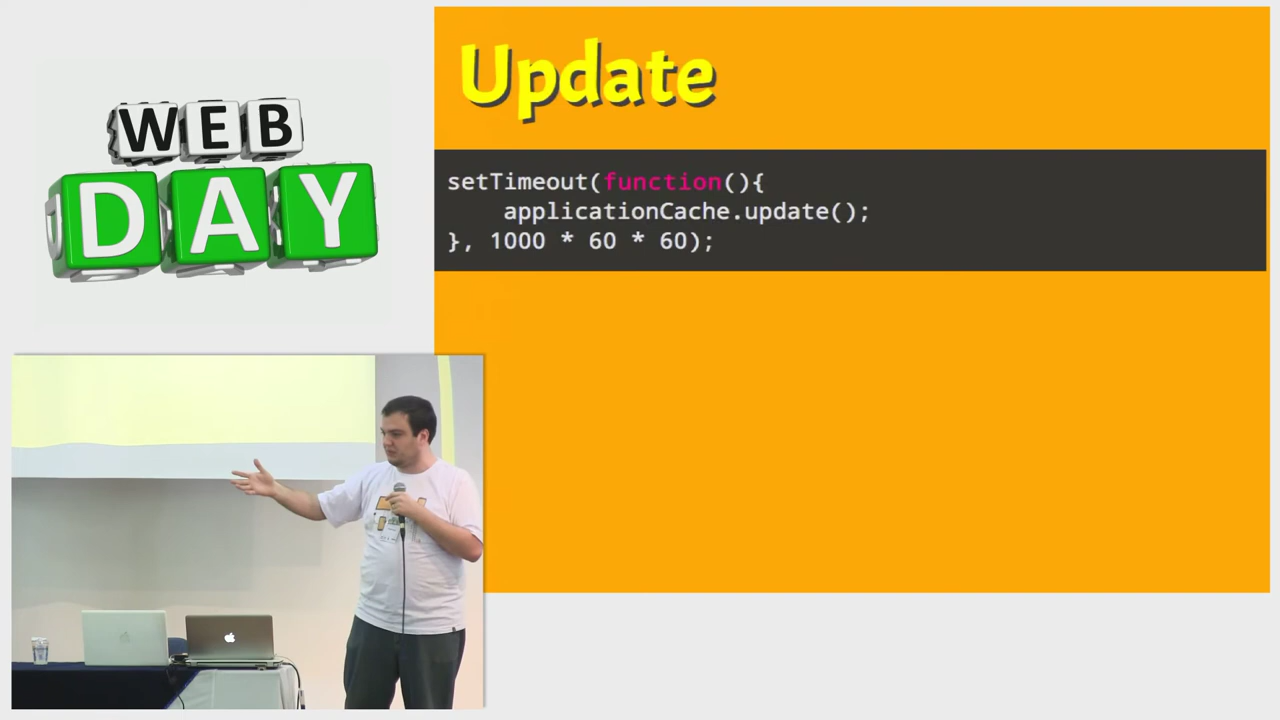 WEB
DAY
Update
setTimeout(function(){
    applicationCache.update();
}, 1000 * 60 * 60);